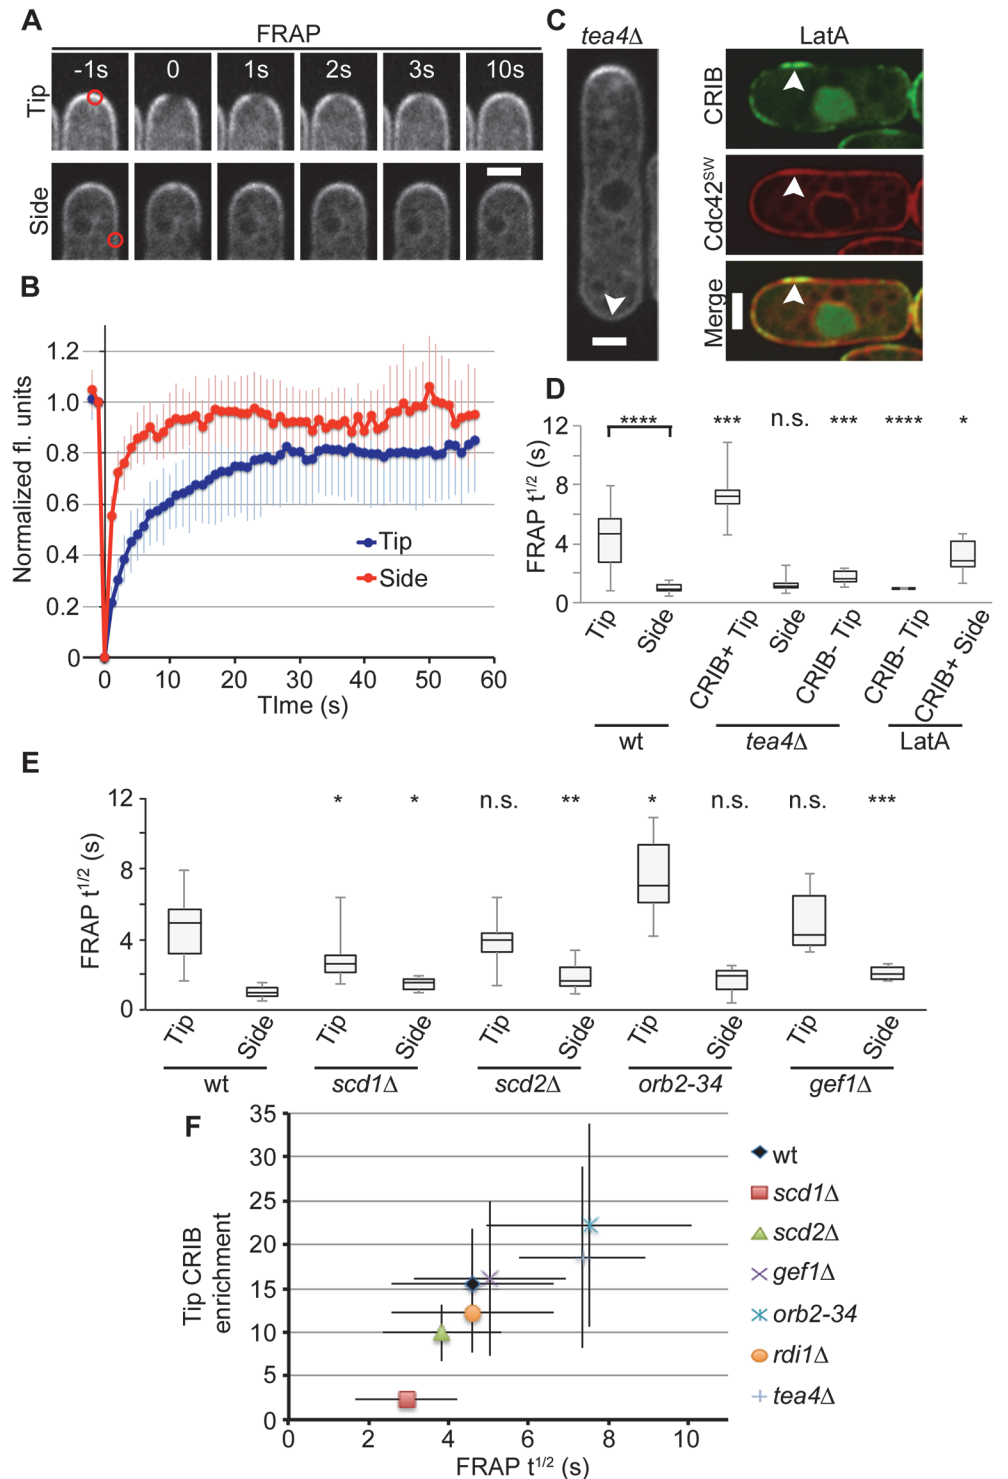 A
FRAP
-1s 0 1s 2s 3s 10s
Tip
Side
B
Normalized fl. units
1.2
1.0
0.8
0.6
0.4
0.2
0
Tip
Side
0 10 20 30 40 50 60
TIme (s)
C
tea4Δ
LatA
CRIB
Cdc42SW
Merge
D
FRAP t1/2 (s)
12
8
4
0
**** *** n.s. *** **** *
Tip Side CRIB+ Tip Side CRIB- Tip CRIB- Tip CRIB+ Side
wt tea4Δ LatA
E
FRAP t1/2 (s)
12
8
4
0
* * n.s. ** * n.s. n.s. ***
Tip Side Tip Side Tip Side Tip Side Tip Side
wt scd1Δ scd2Δ orb2-34 gef1Δ
F
Tip CRIB
enrichment
35
30
25
20
15
10
5
0
0 2 4 6 8 10
FRAP t1/2 (s)
wt
scd1Δ
scd2Δ
gef1Δ
orb2-34
rdi1Δ
tea4Δ